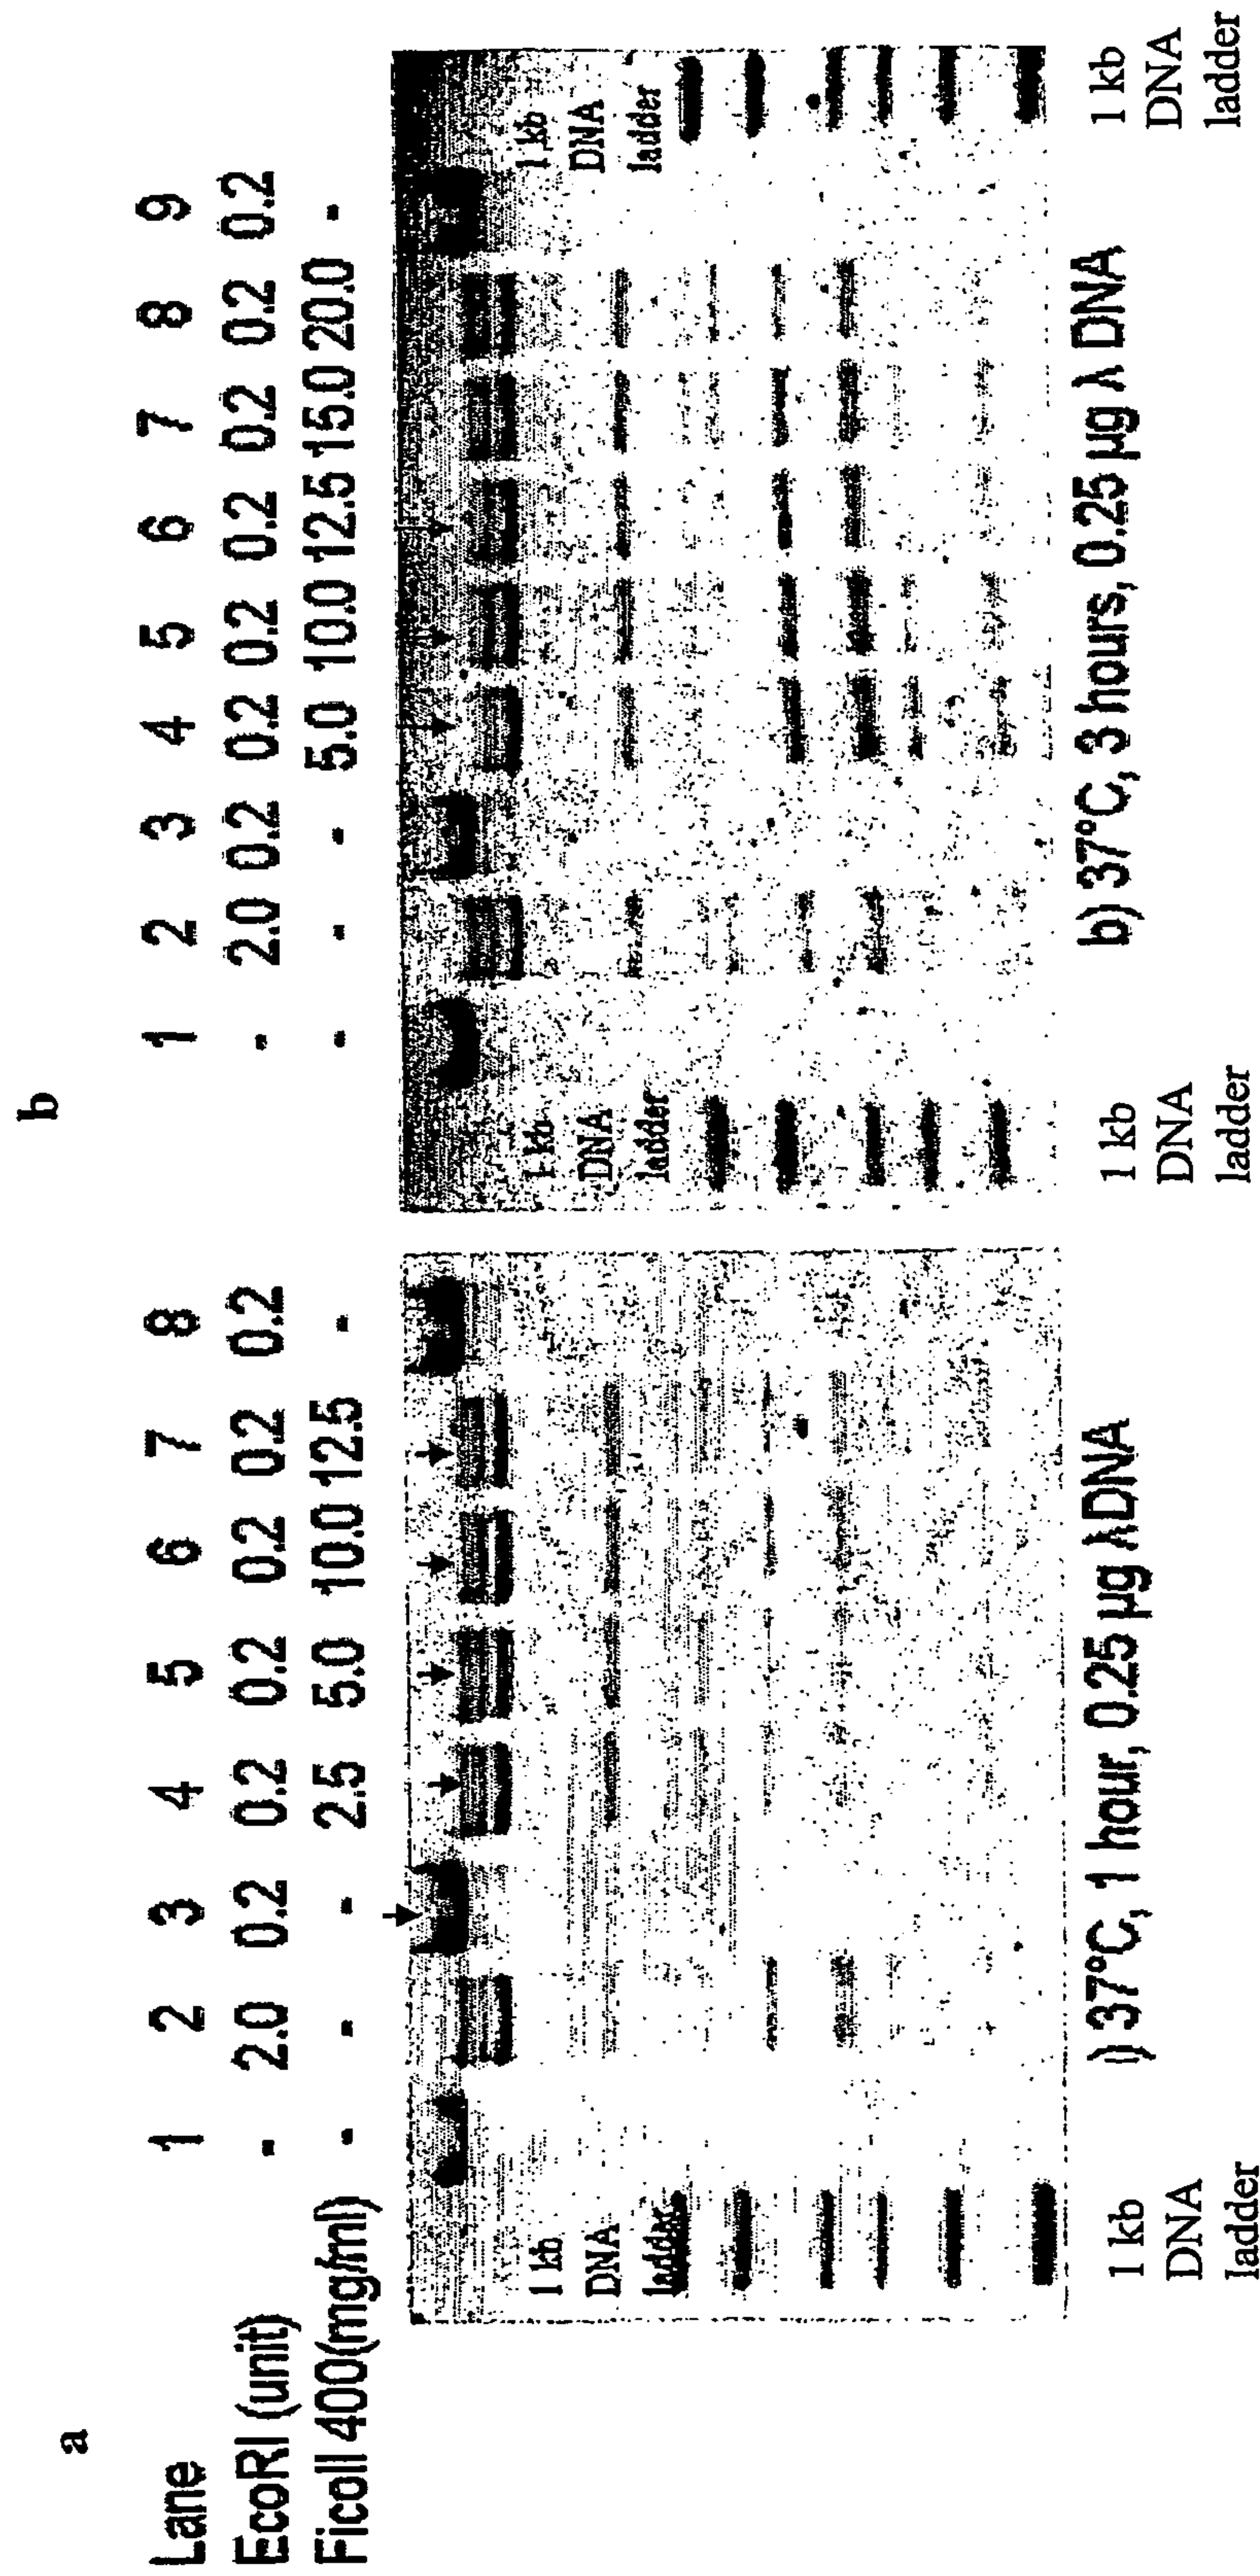 a
Lane 1 2 3 4 5 6 7 8
EcoRI (unit) - 2.0 0.2 0.2 0.2 0.2 0.2 0.2
Ficoll 400(mg/ml) - - - 2.5 5.0 10.0 12.5 -
1 kb
DNA
ladder
i) 37°C, 1 hour, 0.25 µg λDNA
1 kb
DNA
ladder
b
1 2 3 4 5 6 7 8 9
- 2.0 0.2 0.2 0.2 0.2 0.2 0.2 0.2
- - - 5.0 10.0 12.5 15.0 20.0 -
1 kb
DNA
ladder
1 kb
DNA
ladder
b) 37°C, 3 hours, 0.25 µg λ DNA
1 kb
DNA
ladder
1 kb
DNA
ladder